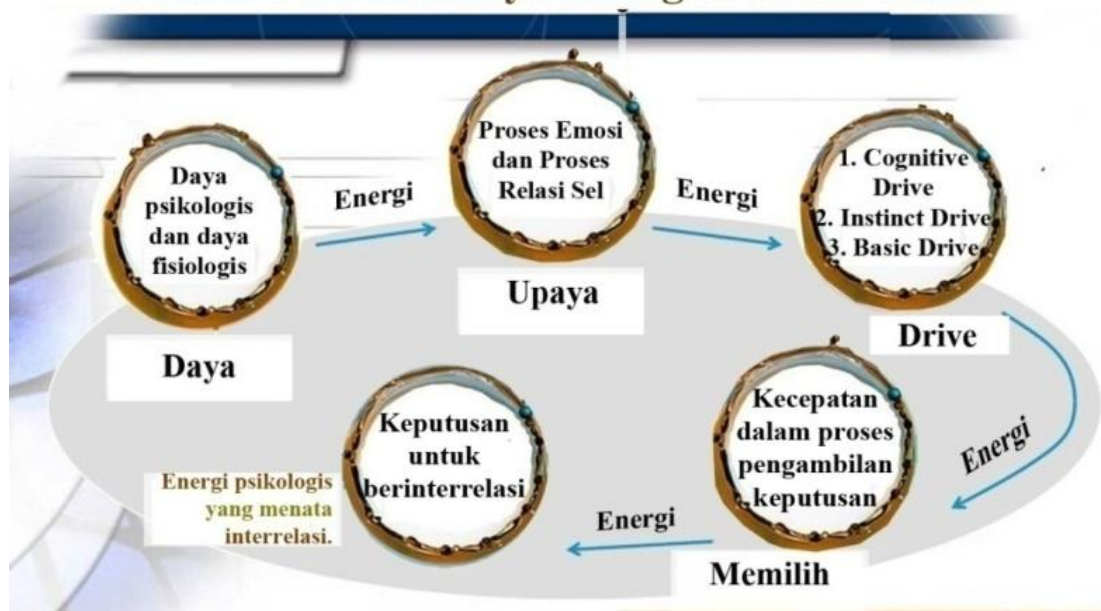 Daya
psikologis
dan daya
fisiologis
Daya
Energi
Proses Emosi
dan Proses
Relasi Sel
Upaya
Energi
1. Cognitive
Drive
2. Instinct Drive
3. Basic Drive
Drive
Energi
Kecepatan
dalam proses
pengambilan
keputusan
Memilih
Energi
Keputusan
untuk
berinterrelasi
Energi psikologis
yang menata
interrelasi.